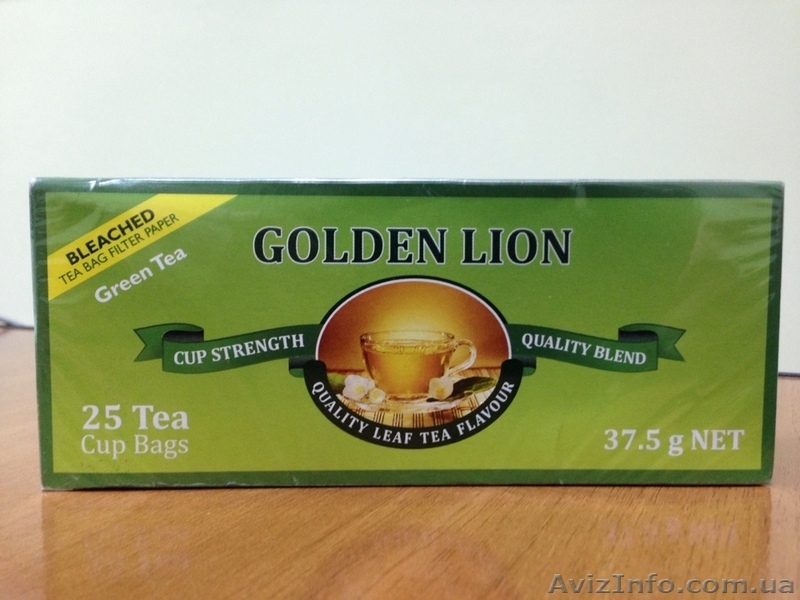 BLEACHED
TEA BAG FILTER PAPER
Green Tea
GOLDEN LION
CUP STRENGTH
QUALITY BLEND
QUALITY LEAF TEA FLAVOUR
25 Tea
Cup Bags
37.5 g NET
AvizInfo.com.ua